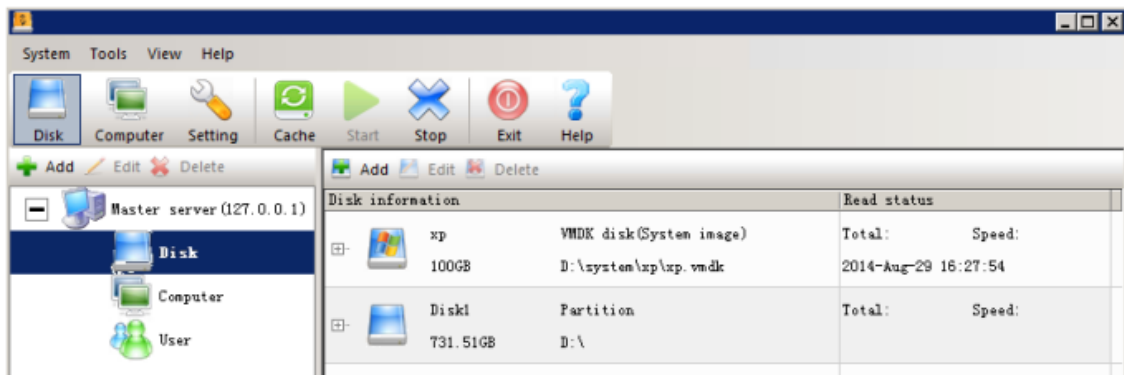 System Tools View Help
Disk Computer Setting Cache Start Stop Exit Help
Add Edit Delete
Add Edit Delete
Master server(127.0.0.1)
Disk
Computer
User
Disk information Read status
xp VMDK disk(System image) Total: Speed:
100GB D:\system\xp\xp.vmdk 2014-Aug-29 16:27:54
Disk1 Partition Total: Speed:
731.51GB D:\